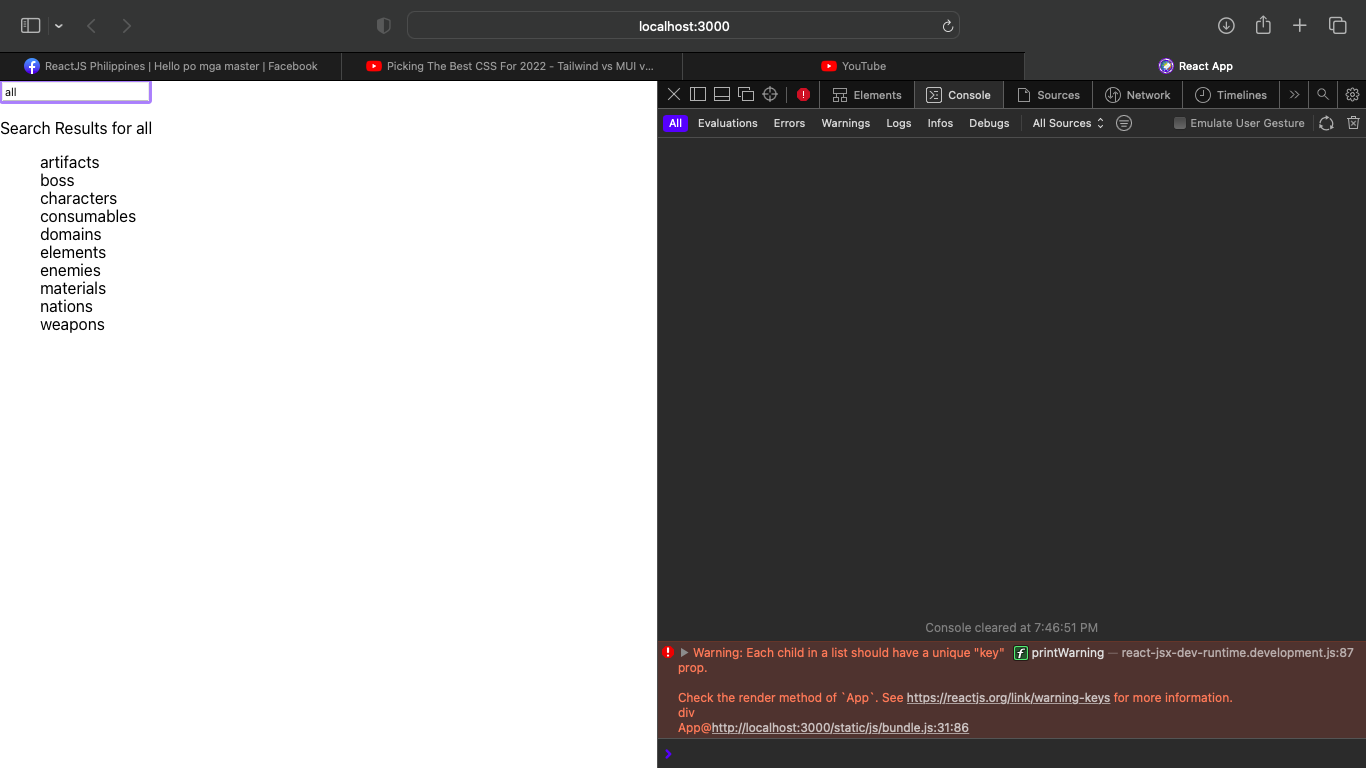 localhost:3000
ReactJS Philippines | Hello po mga master | Facebook
Picking The Best CSS For 2022 - Tailwind vs MUI v...
YouTube
React App
all
Elements
Console
Sources
Network
Timelines
All
Evaluations
Errors
Warnings
Logs
Infos
Debugs
All Sources
Emulate User Gesture
Search Results for all
artifacts
boss
characters
consumables
domains
elements
enemies
materials
nations
weapons
Console cleared at 7:46:51 PM
Warning: Each child in a list should have a unique "key"
prop.
f printWarning — react-jsx-dev-runtime.development.js:87
Check the render method of `App`. See https://reactjs.org/link/warning-keys for more information.
div
App@http://localhost:3000/static/js/bundle.js:31:86